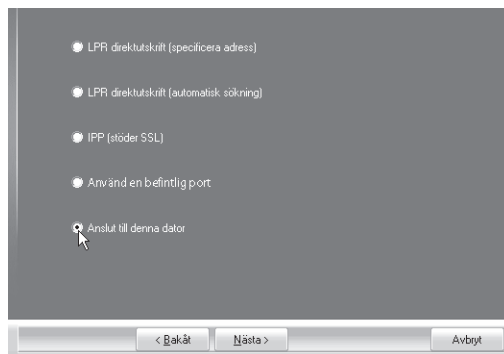 LPR direktutskrift (specificera adress)
LPR direktutskrift (automatisk sökning)
IPP (stöder SSL)
Använd en befintlig port
Anslut till denna dator
< Bakåt
Nästa >
Avbryt